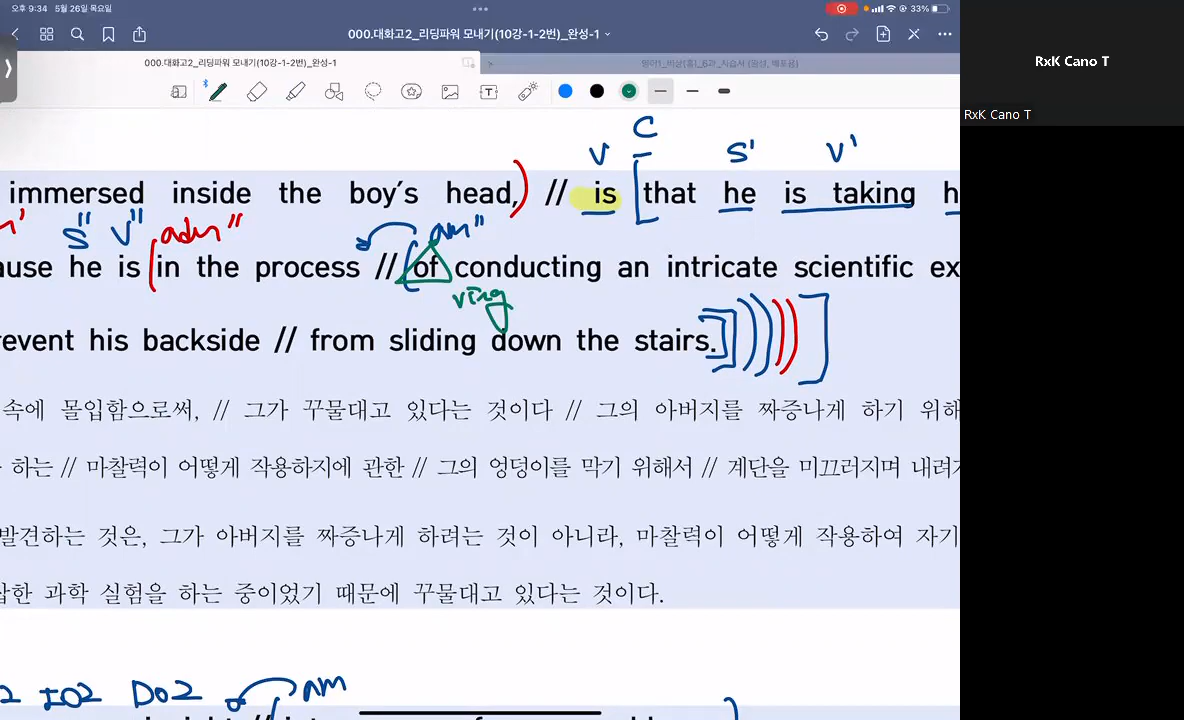 오후 9:34 5월 26일 목요일
33%
000.대화고2_리딩파워 모내기(10강-1-2번)_완성-1
000.대화고2_리딩파워 모내기(10강-1-2번)_완성-1
RxK Cano T
RxK Cano T
C
V S' V'
immersed inside the boy's head,) // is [that he is taking h
S" V" adv" am"
ause he is (in the process // (of conducting an intricate scientific ex
ving
revent his backside // from sliding down the stairs.]]))))) ]
속에 몰입함으로써, // 그가 꾸물대고 있다는 것이다 // 그의 아버지를 짜증나게 하기 위해
하는 // 마찰력이 어떻게 작용하지에 관한 // 그의 엉덩이를 막기 위해서 // 계단을 미끄러지며 내려
발견하는 것은, 그가 아버지를 짜증나게 하려는 것이 아니라, 마찰력이 어떻게 작용하여 자기
잡한 과학 실험을 하는 중이었기 때문에 꾸물대고 있다는 것이다.
2 IO2 DO2 am